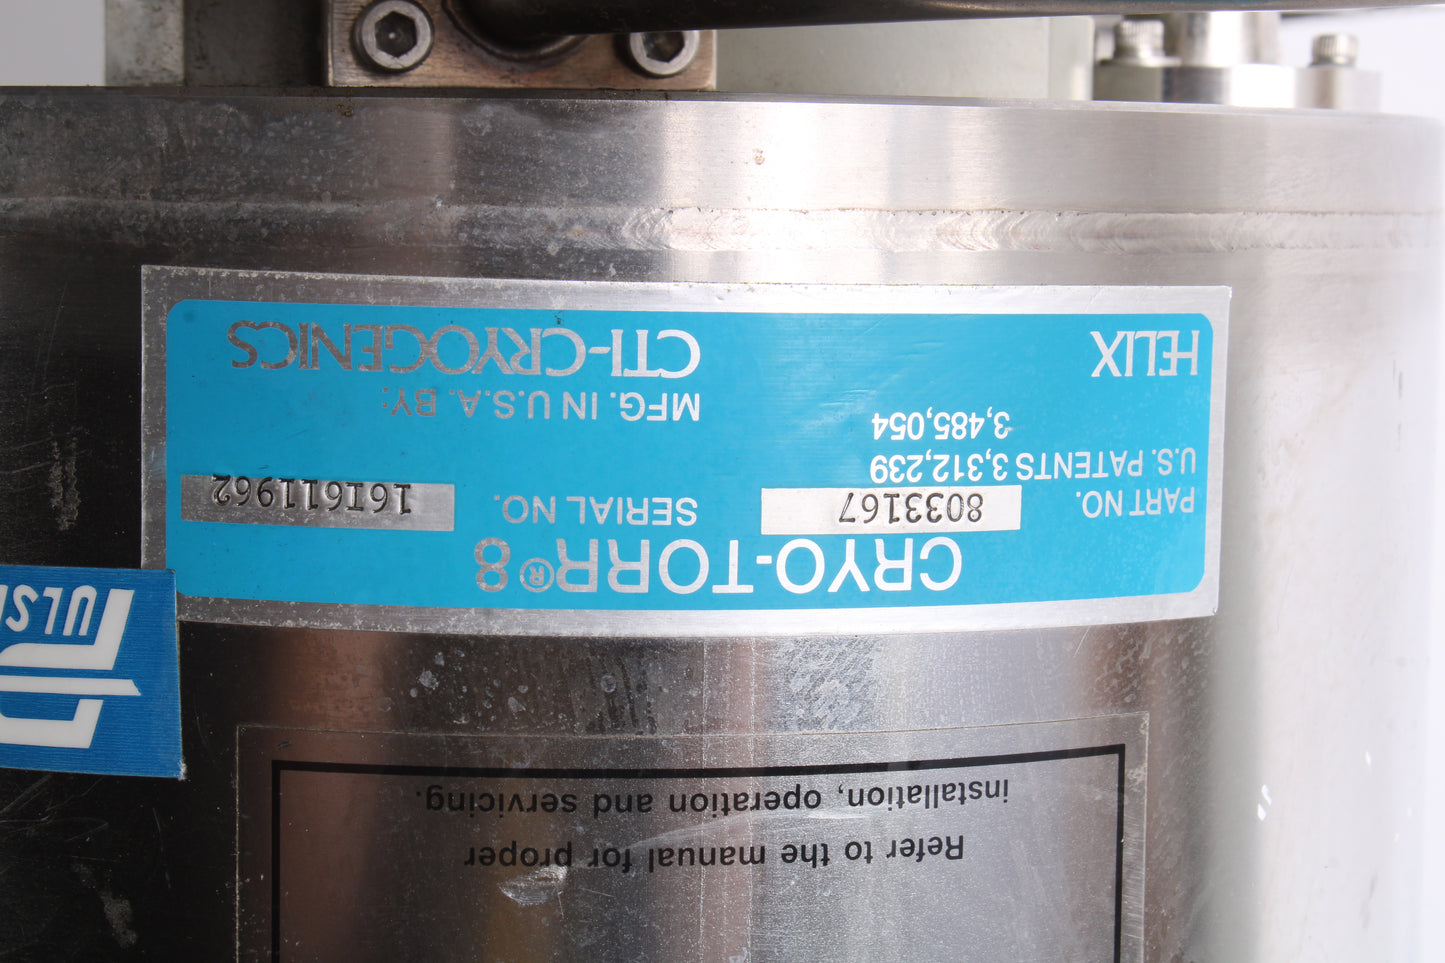 Refer to the manual for proper
installation, operation and servicing.
CRYO-TORR® 8
PART NO. 8033167 SERIAL NO. 16I611962
U.S. PATENTS 3,312,239
3,485,054
MFG. IN U.S.A. BY:
HELIX CTI-CRYOGENICS